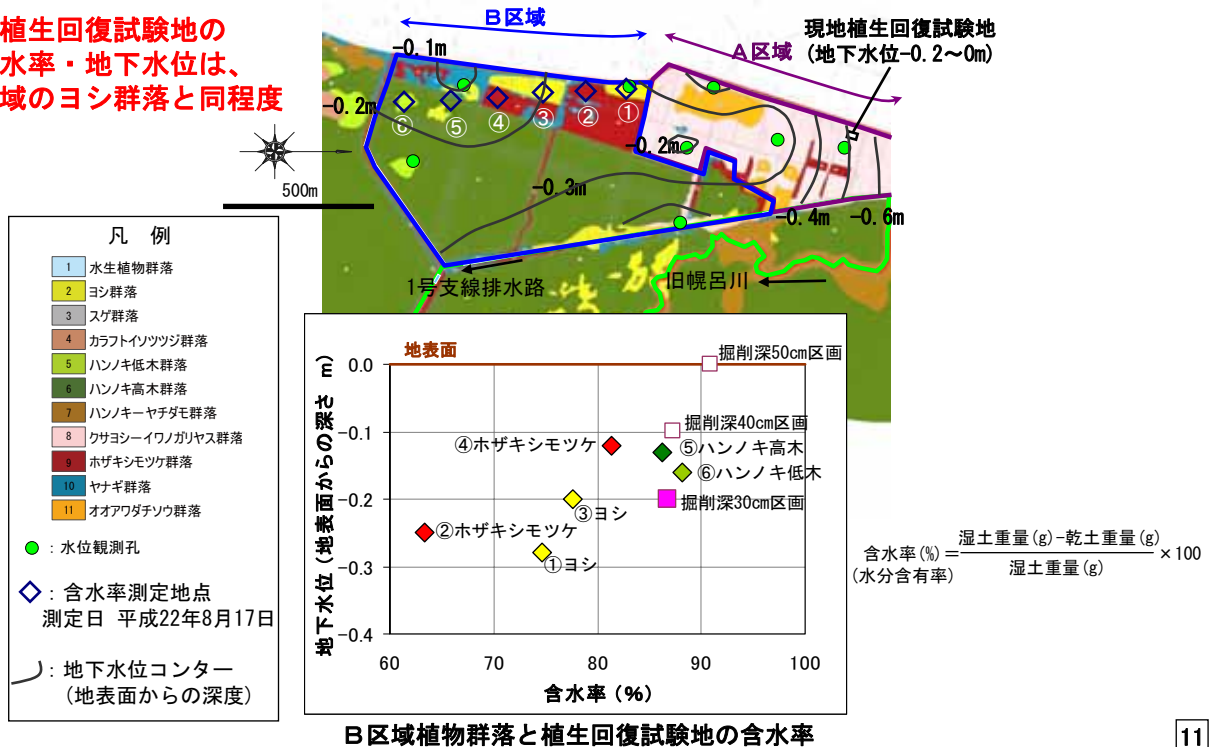 植生回復試験地の
水率・地下水位は、
域のヨシ群落と同程度
B区域
A区域
現地植生回復試験地
(地下水位-0.2～0m)
-0.1m
-0.2m
⑥
⑤
④
③
②
①
-0.2m
-0.3m
-0.4m
-0.6m
500m
1号支線排水路
旧幌呂川
凡 例
1 水生植物群落
2 ヨシ群落
3 スゲ群落
4 カラフトイソツツジ群落
5 ハンノキ低木群落
6 ハンノキ高木群落
7 ハンノキーヤチダモ群落
8 クサヨシーイワノガリヤス群落
9 ホザキシモツケ群落
10 ヤナギ群落
11 オオアワダチソウ群落
：水位観測孔
：含水率測定地点
測定日 平成22年8月17日
：地下水位コンター
(地表面からの深度)
地下水位(地表面からの深さ m)
地表面
0.0
-0.1
-0.2
-0.3
-0.4
60
70
80
90
100
含水率(%)
掘削深50cm区画
掘削深40cm区画
④ホザキシモツケ
⑤ハンノキ高木
⑥ハンノキ低木
掘削深30cm区画
③ヨシ
②ホザキシモツケ
①ヨシ
B区域植物群落と植生回復試験地の含水率
含水率(%)=
(水分含有率)
湿土重量(g)-乾土重量(g)
湿土重量(g)
×100
11